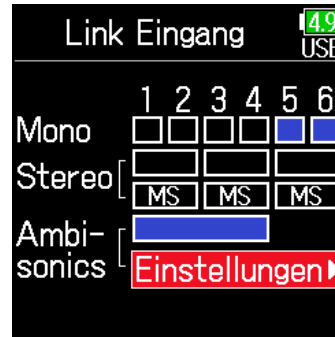 Link Eingang
4.9
USB
1 2 3 4 5 6
Mono
Stereo
MS MS MS
Ambi-
sonics
Einstellungen